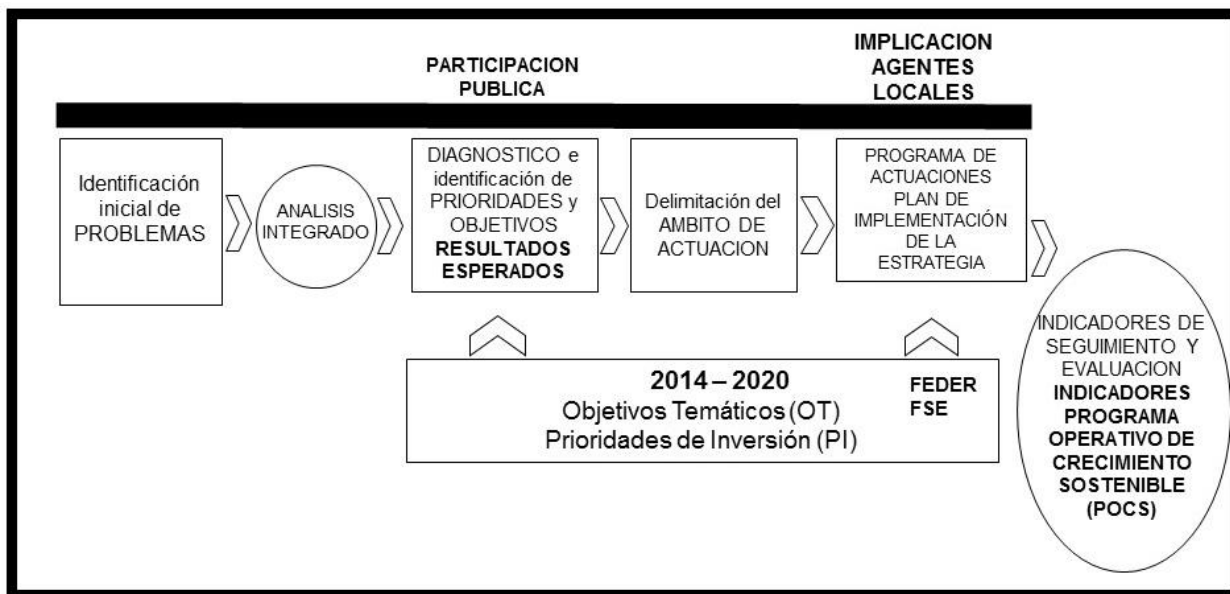 PARTICIPACION
PUBLICA
IMPLICACION
AGENTES
LOCALES
Identificación
inicial de
PROBLEMAS
ANALISIS
INTEGRADO
DIAGNOSTICO e
identificación de
PRIORIDADES y
OBJETIVOS
RESULTADOS
ESPERADOS
Delimitación del
AMBITO DE
ACTUACION
PROGRAMA DE
ACTUACIONES
PLAN DE
IMPLEMENTACIÓN
DE LA
ESTRATEGIA
INDICADORES DE
SEGUIMIENTO Y
EVALUACION
INDICADORES
PROGRAMA
OPERATIVO DE
CRECIMIENTO
SOSTENIBLE
(POCS)
2014 – 2020
Objetivos Temáticos (OT)
Prioridades de Inversión (PI)
FEDER
FSE